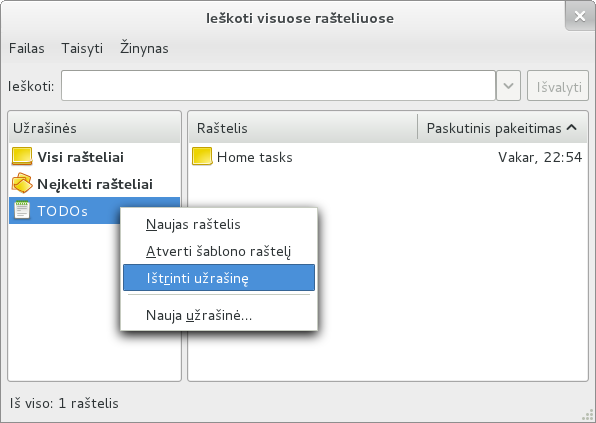 Ieškoti visuose rašteliuose
Failas Taisyti Žinynas
Ieškoti: Išvalyti
Užrašinės Raštelis Paskutinis pakeitimas
Visi rašteliai Home tasks Vakar, 22:54
Neįkelti rašteliai
TODOs
Naujas raštelis
Atverti šablono raštelį
Ištrinti užrašinę
Nauja užrašinė...
Iš viso: 1 raštelis